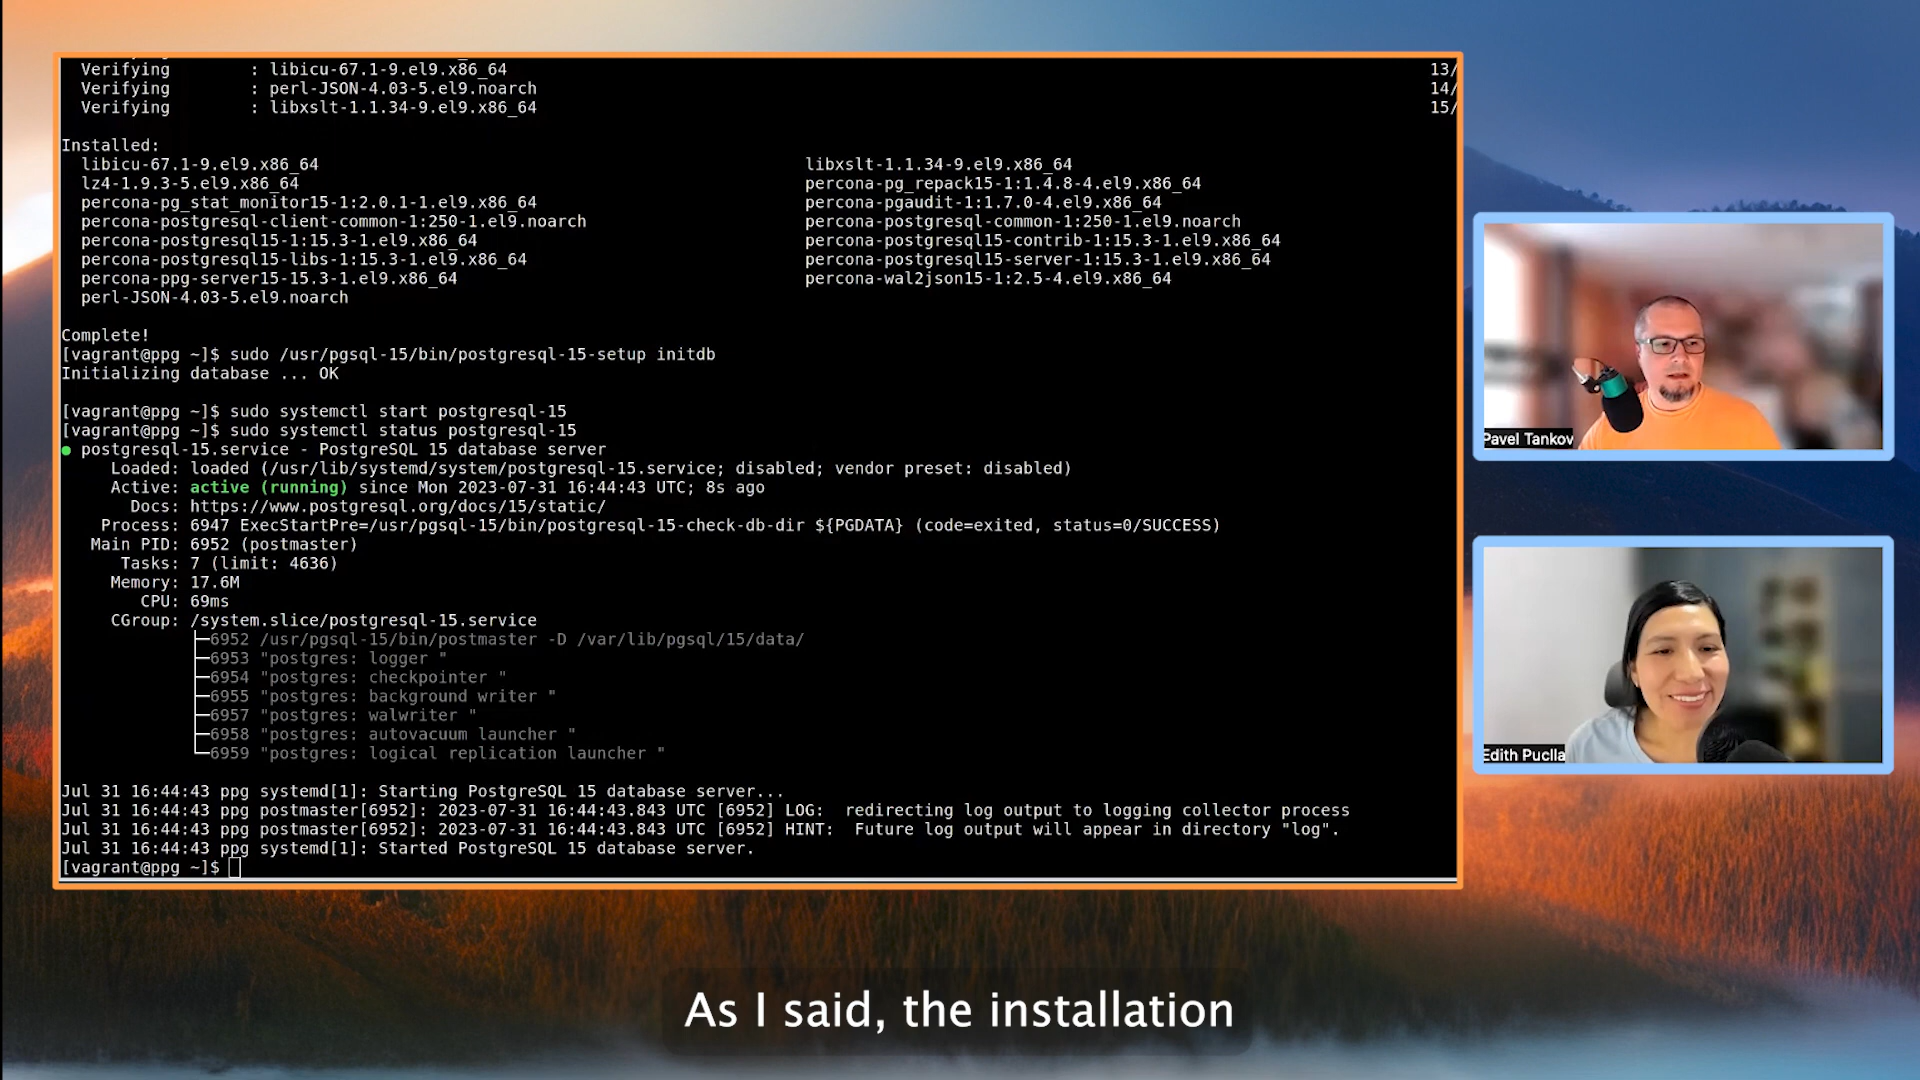 Verifying : libicu-67.1-9.el9.x86_64 13/
Verifying : perl-JSON-4.03-5.el9.noarch 14/
Verifying : libxslt-1.1.34-9.el9.x86_64 15/
Installed:
libicu-67.1-9.el9.x86_64 libxslt-1.1.34-9.el9.x86_64
lz4-1.9.3-5.el9.x86_64 percona-pg_repack15-1:1.4.8-4.el9.x86_64
percona-pg_stat_monitor15-1:2.0.1-1.el9.x86_64 percona-pgaudit-1:1.7.0-4.el9.x86_64
percona-postgresql-client-common-1:250-1.el9.noarch percona-postgresql-common-1:250-1.el9.noarch
percona-postgresql15-1:15.3-1.el9.x86_64 percona-postgresql15-contrib-1:15.3-1.el9.x86_64
percona-postgresql15-libs-1:15.3-1.el9.x86_64 percona-postgresql15-server-1:15.3-1.el9.x86_64
percona-ppg-server15-15.3-1.el9.x86_64 percona-wal2json15-1:2.5-4.el9.x86_64
perl-JSON-4.03-5.el9.noarch
Complete!
[vagrant@ppg ~]$ sudo /usr/pgsql-15/bin/postgresql-15-setup initdb
Initializing database ... OK
[vagrant@ppg ~]$ sudo systemctl start postgresql-15
[vagrant@ppg ~]$ sudo systemctl status postgresql-15
● postgresql-15.service - PostgreSQL 15 database server
Loaded: loaded (/usr/lib/systemd/system/postgresql-15.service; disabled; vendor preset: disabled)
Active: active (running) since Mon 2023-07-31 16:44:43 UTC; 8s ago
Docs: https://www.postgresql.org/docs/15/static/
Process: 6947 ExecStartPre=/usr/pgsql-15/bin/postgresql-15-check-db-dir ${PGDATA} (code=exited, status=0/SUCCESS)
Main PID: 6952 (postmaster)
Tasks: 7 (limit: 4636)
Memory: 17.6M
CPU: 69ms
CGroup: /system.slice/postgresql-15.service
├─6952 /usr/pgsql-15/bin/postmaster -D /var/lib/pgsql/15/data/
├─6953 "postgres: logger "
├─6954 "postgres: checkpointer "
├─6955 "postgres: background writer "
├─6957 "postgres: walwriter "
├─6958 "postgres: autovacuum launcher "
└─6959 "postgres: logical replication launcher "
Jul 31 16:44:43 ppg systemd[1]: Starting PostgreSQL 15 database server...
Jul 31 16:44:43 ppg postmaster[6952]: 2023-07-31 16:44:43.843 UTC [6952] LOG:  redirecting log output to logging collector process
Jul 31 16:44:43 ppg postmaster[6952]: 2023-07-31 16:44:43.843 UTC [6952] HINT:  Future log output will appear in directory "log".
Jul 31 16:44:43 ppg systemd[1]: Started PostgreSQL 15 database server.
[vagrant@ppg ~]$
Pavel Tankov
Edith Puclla
As I said, the installation